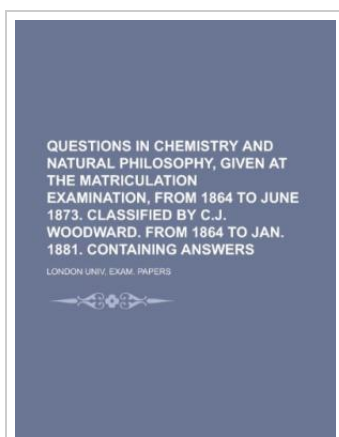 QUESTIONS IN CHEMISTRY AND
NATURAL PHILOSOPHY, GIVEN AT
THE MATRICULATION
EXAMINATION, FROM 1864 TO JUNE
1873. CLASSIFIED BY C.J.
WOODWARD. FROM 1864 TO JAN.
1881. CONTAINING ANSWERS
LONDON UNIV, EXAM. PAPERS